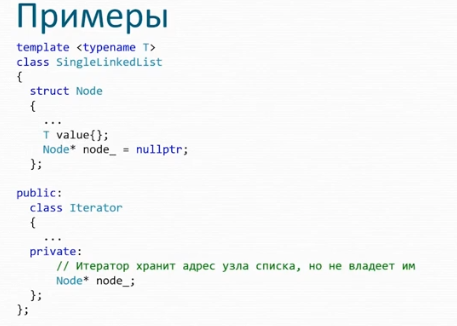 Примеры
template <typename T>
class SingleLinkedList
{
  struct Node
  {
    ...
    T value{};
    Node* node_ = nullptr;
  };

public:
  class Iterator
  {
    ...
  private:
      // Итератор хранит адрес узла списка, но не владеет им
      Node* node_;
  };
};